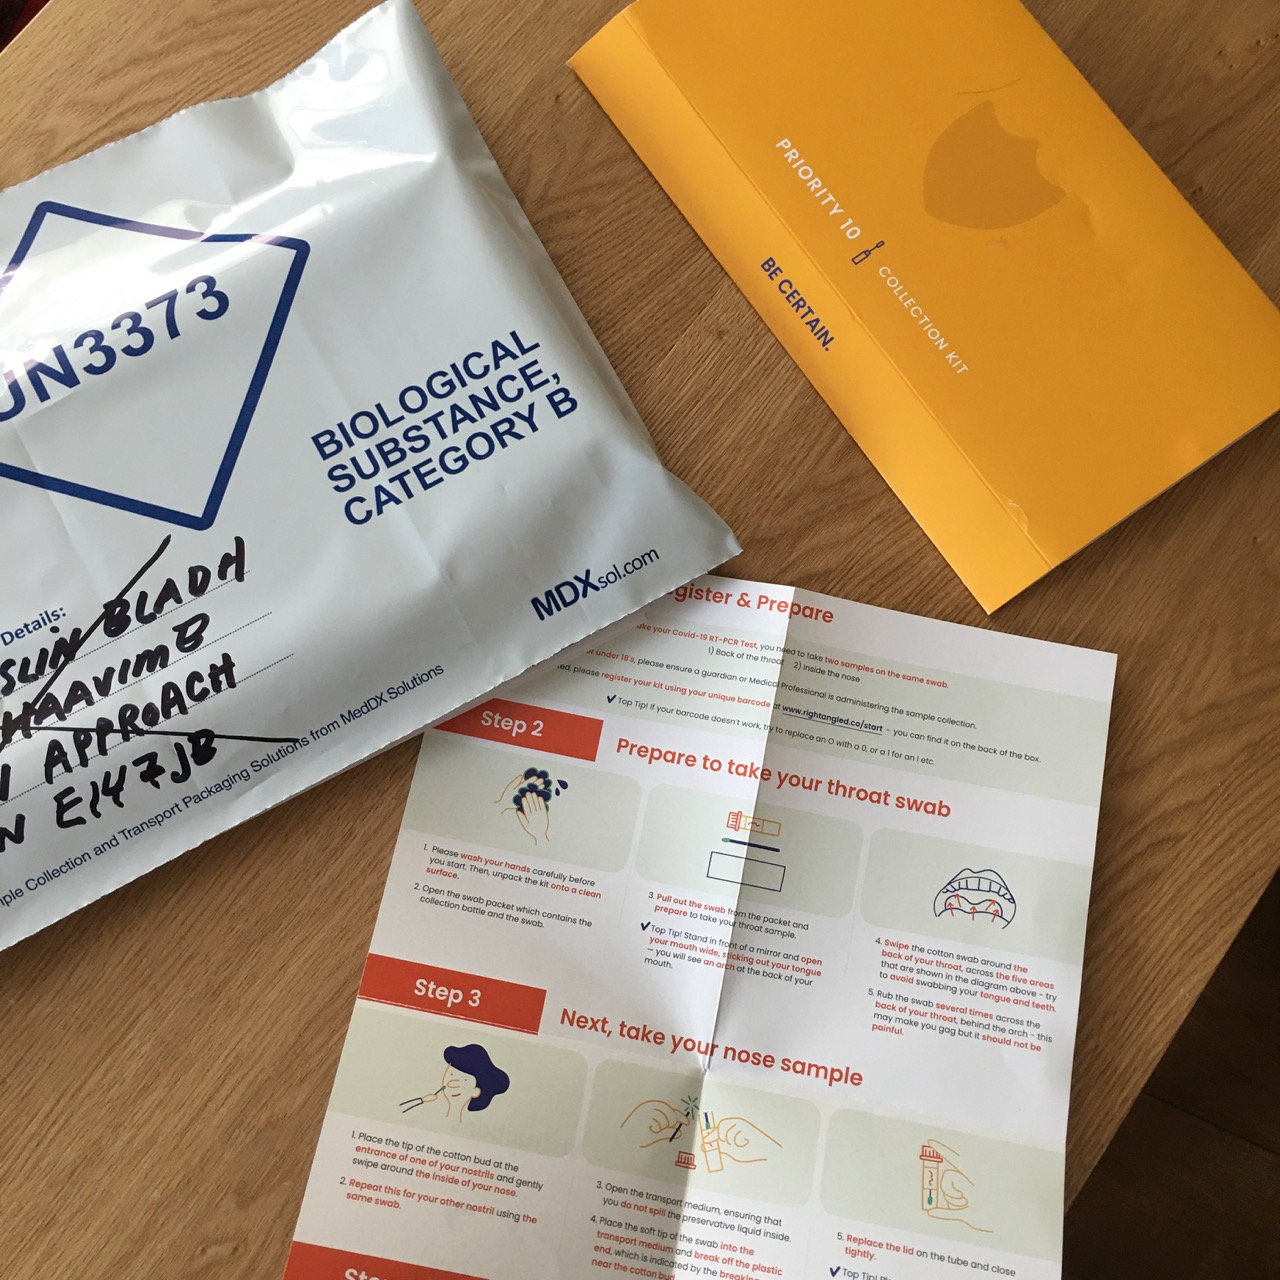 UN3373
BIOLOGICAL
SUBSTANCE,
CATEGORY B
MDXsol.com
Details:
BLADH
APPROACH
E147JB
Collection and Transport Packaging Solutions from MedDX Solutions
PRIORITY 10
COLLECTION KIT
BE CERTAIN.
& Prepare
your Covid-19 RT-PCR Test, you need to take two samples on the same swab.
1) Back of the throat 2) Inside the nose
under 18's, please ensure a guardian or Medical Professional is administering the sample collection.
please register your kit using your unique barcode at www.rightangled.co/start - you can find it on the back of the box.
✔ Top Tip! If your barcode doesn't work, try to replace an O with a 0, or a 1 for an I etc.
Step 2
Prepare to take your throat swab
1. Please wash your hands carefully before
you start. Then, unpack the kit onto a clean
surface.
2. Open the swab packet which contains the
collection bottle and the swab.
3. Pull out the swab from the packet and
prepare to take your throat sample.
✔ Top Tip! Stand in front of a mirror and open
your mouth wide, sticking out your tongue
– you will see an arch at the back of your
mouth.
4. Swipe the cotton swab around the
back of your throat, across the five areas
that are shown in the diagram above - try
to avoid swabbing your tongue and teeth.
5. Rub the swab several times across the
back of your throat, behind the arch - this
may make you gag but it should not be
painful.
Step 3
Next, take your nose sample
1. Place the tip of the cotton bud at the
entrance of one of your nostrils and gently
swipe around the inside of your nose.
2. Repeat this for your other nostril using the
same swab.
3. Open the transport medium, ensuring that
you do not spill the preservative liquid inside.
4. Place the soft tip of the swab into the
transport medium and break off the plastic
end, which is indicated by the breaking
near the cotton bud
5. Replace the lid on the tube and close
tightly.
✔ Top Tip!